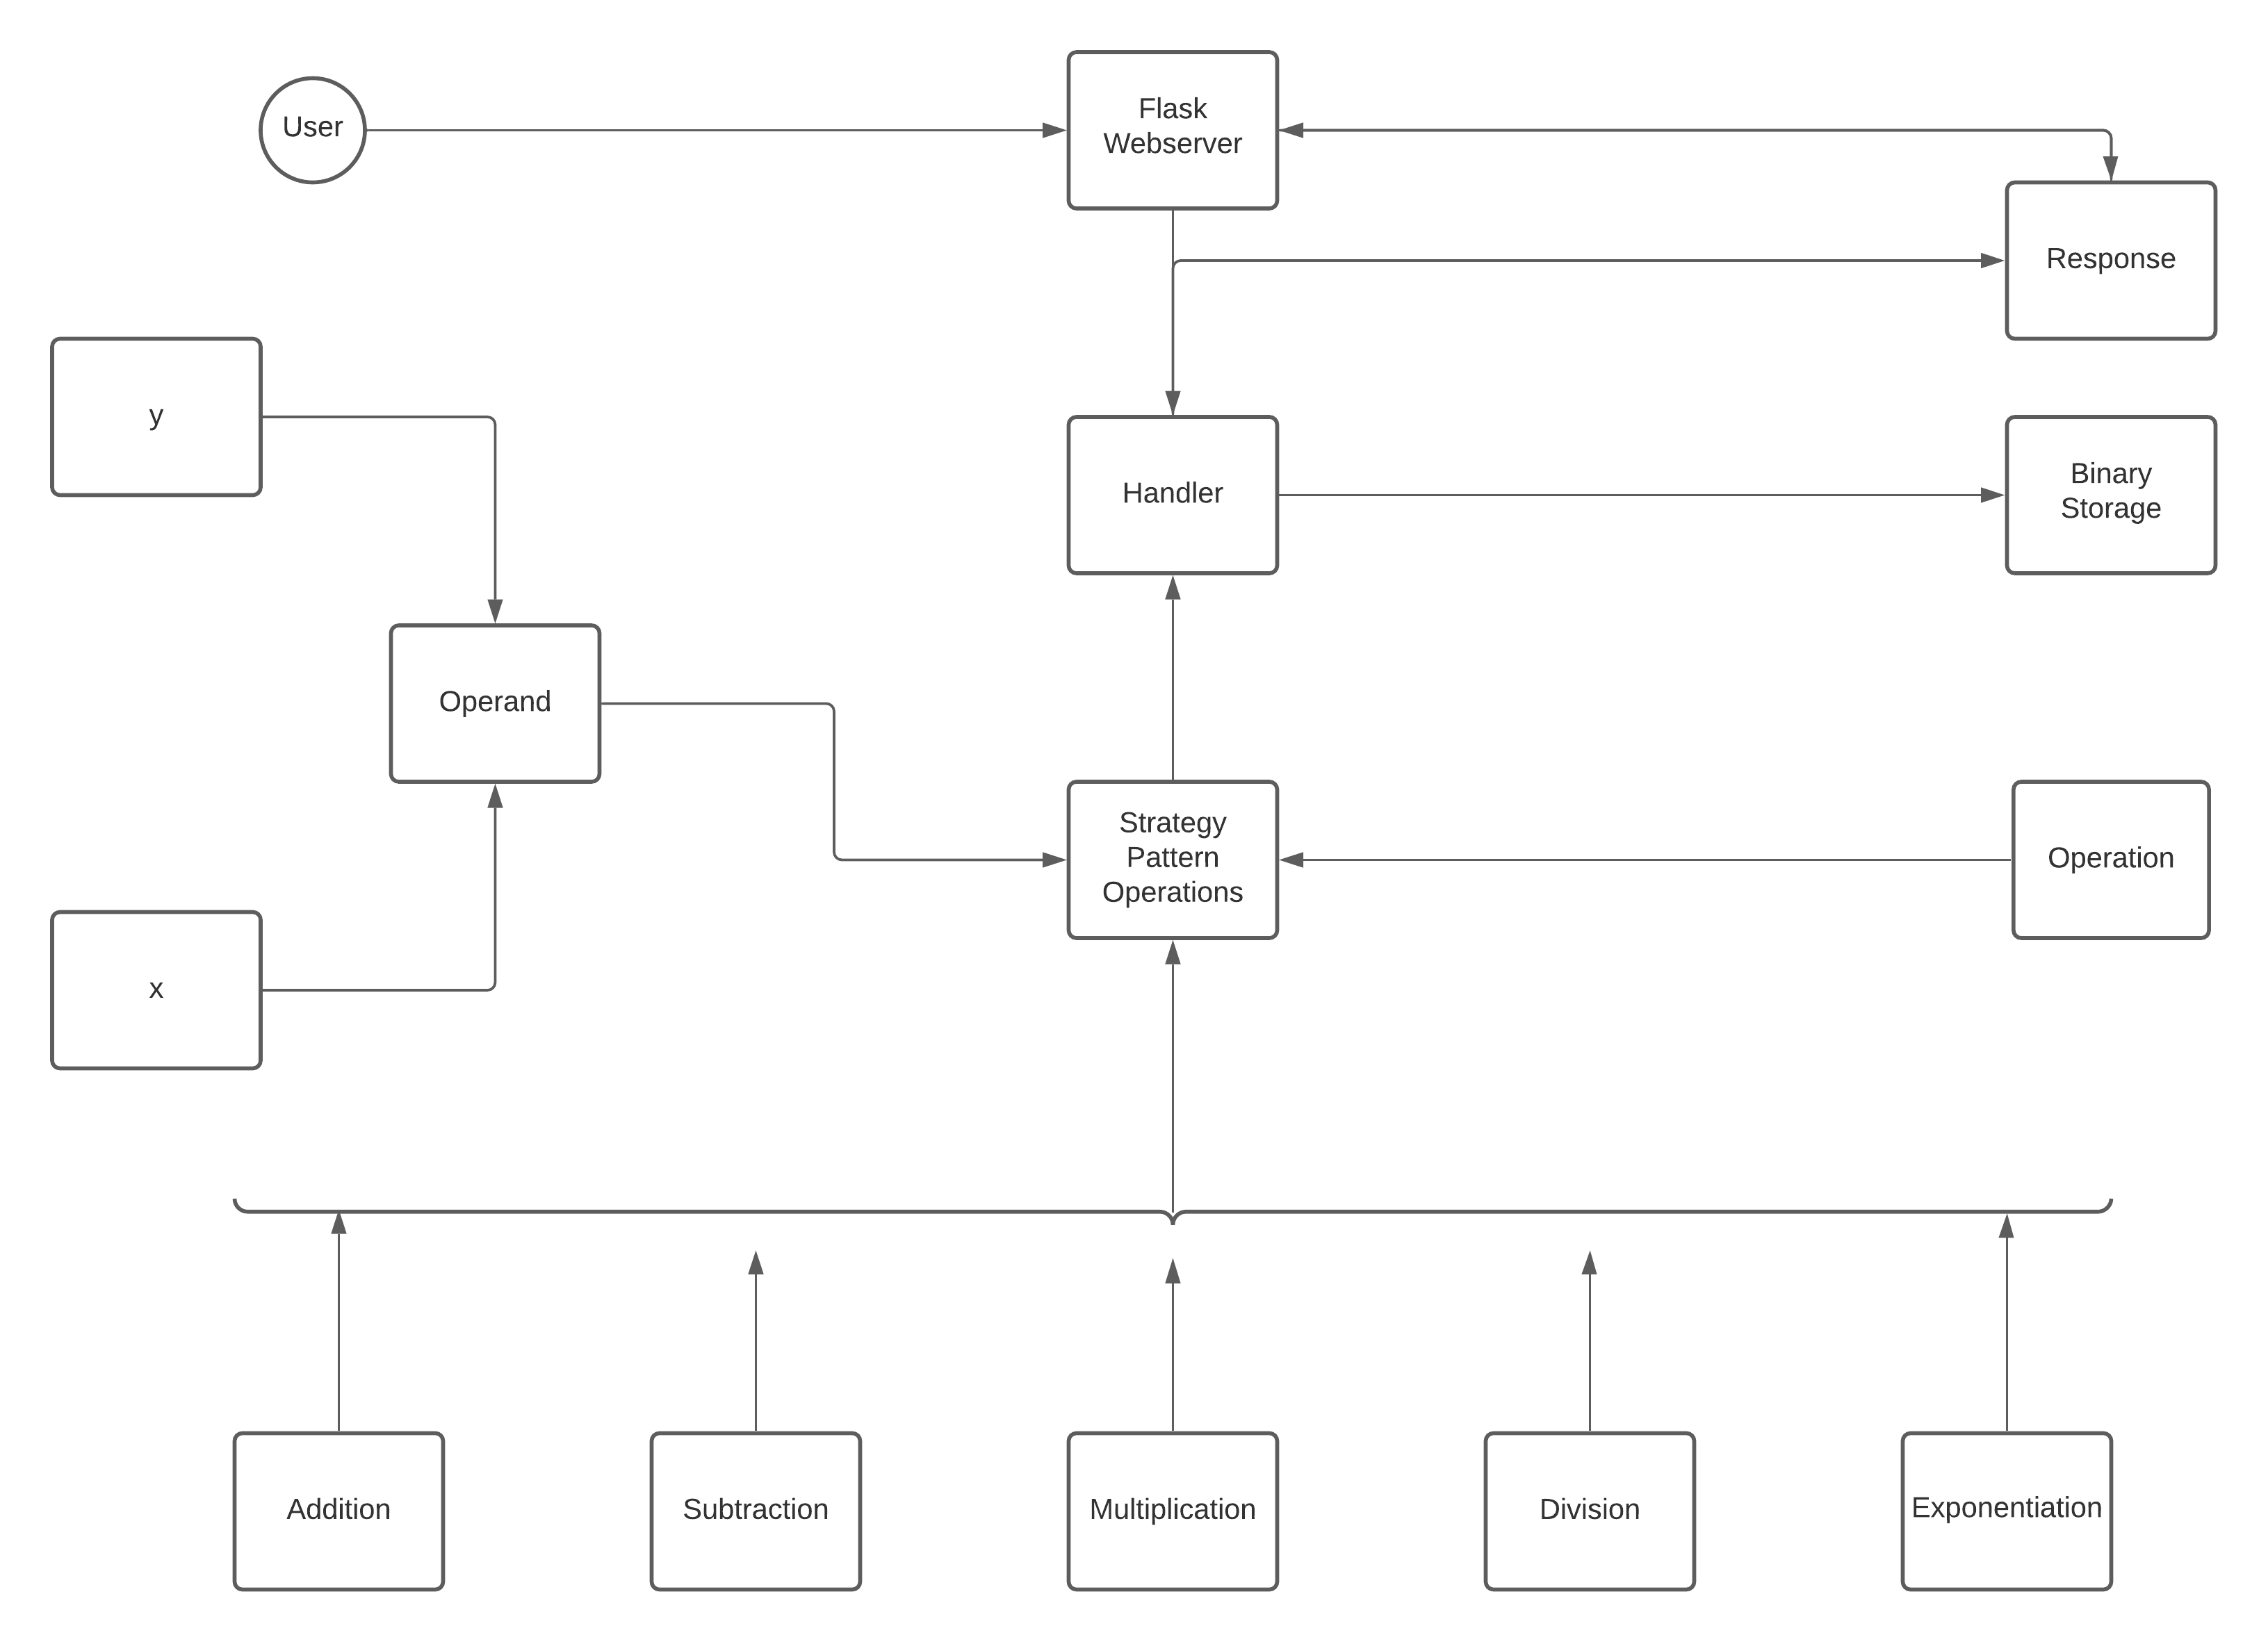 User
Flask
Webserver
Response
y
Handler
Binary
Storage
Operand
Strategy
Pattern
Operations
Operation
x
Addition
Subtraction
Multiplication
Division
Exponentiation